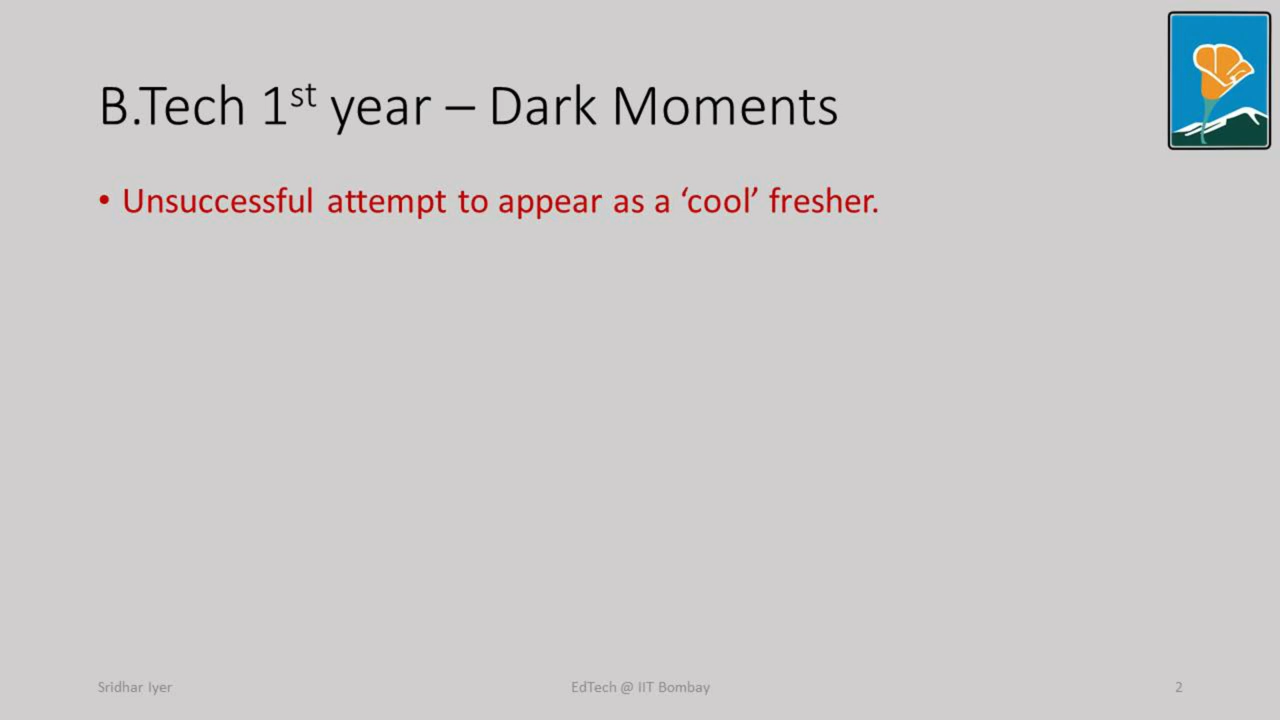 B.Tech 1st year – Dark Moments
• Unsuccessful attempt to appear as a ‘cool’ fresher.
Sridhar Iyer
EdTech @ IIT Bombay
2